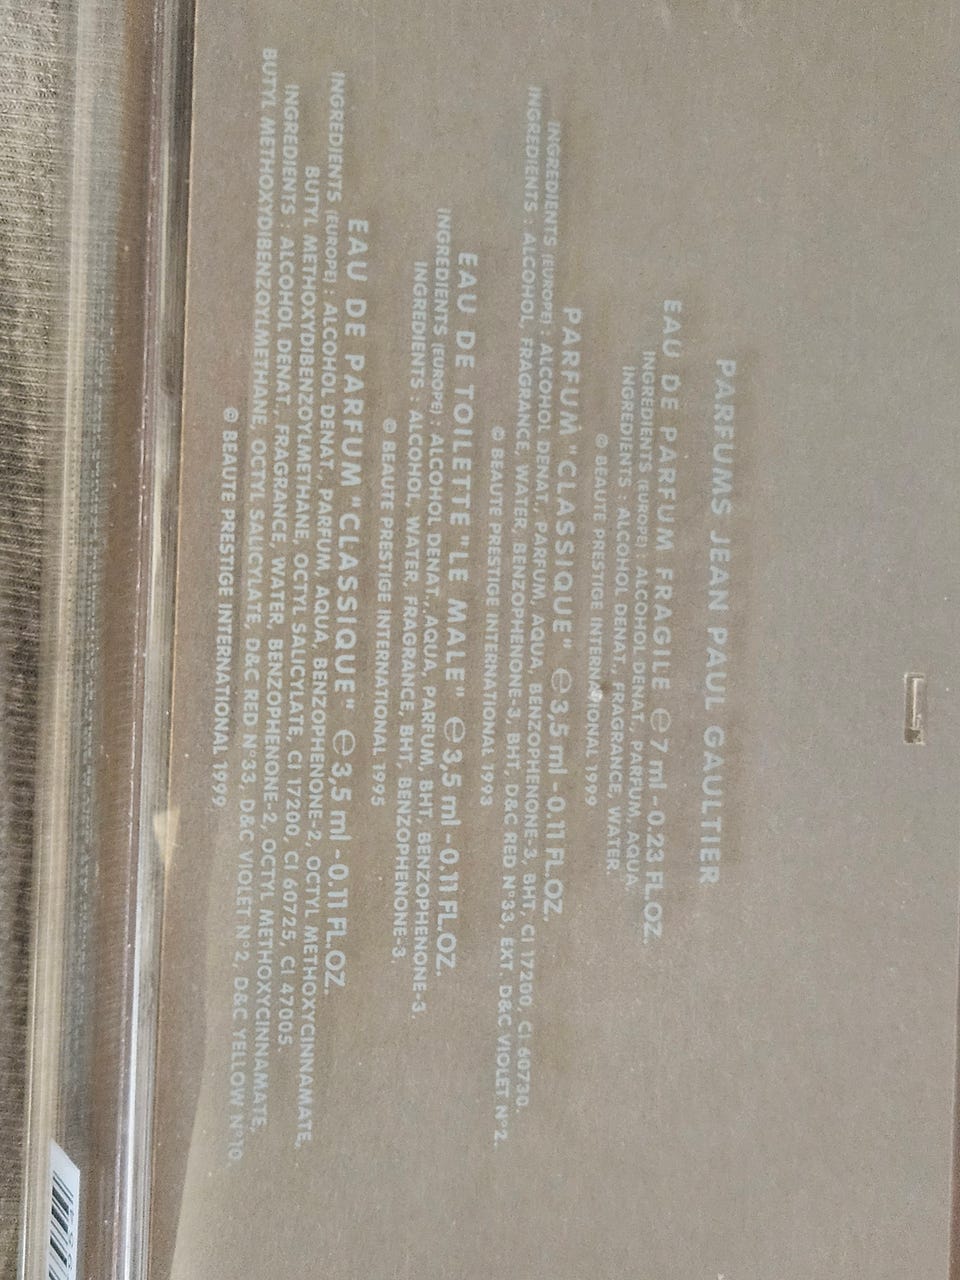 PARFUMS JEAN PAUL GAULTIER
EAU DE PARFUM FRAGILE ℮ 7 ml - 0.23 FL.OZ.
INGREDIENTS (EUROPE) : ALCOHOL DENAT., PARFUM, AQUA.
INGREDIENTS : ALCOHOL DENAT., FRAGRANCE, WATER.
© BEAUTE PRESTIGE INTERNATIONAL 1999
PARFUM "CLASSIQUE" ℮ 3,5 ml - 0.11 FL.OZ.
INGREDIENTS (EUROPE) : ALCOHOL DENAT., PARFUM, AQUA, BENZOPHENONE-3, BHT, CI 17200, CI 60730.
INGREDIENTS : ALCOHOL, FRAGRANCE, WATER, BENZOPHENONE-3, BHT, D&C RED N°33, EXT. D&C VIOLET N°2.
© BEAUTE PRESTIGE INTERNATIONAL 1993
EAU DE TOILETTE "LE MALE" ℮ 3,5 ml - 0.11 FL.OZ.
INGREDIENTS (EUROPE) : ALCOHOL DENAT., AQUA, PARFUM, BHT, BENZOPHENONE-3.
INGREDIENTS : ALCOHOL, WATER, FRAGRANCE, BHT, BENZOPHENONE-3.
© BEAUTE PRESTIGE INTERNATIONAL 1995
EAU DE PARFUM "CLASSIQUE" ℮ 3,5 ml - 0.11 FL.OZ.
INGREDIENTS (EUROPE) : ALCOHOL DENAT., PARFUM, AQUA, BENZOPHENONE-2, OCTYL METHOXYCINNAMATE,
BUTYL METHOXYDIBENZOYLMETHANE, OCTYL SALICYLATE, CI 17200, CI 60725, CI 47005.
INGREDIENTS : ALCOHOL DENAT., FRAGRANCE, WATER, BENZOPHENONE-2, OCTYL METHOXYCINNAMATE,
BUTYL METHOXYDIBENZOYLMETHANE, OCTYL SALICYLATE, D&C RED N°33, D&C VIOLET N°2, D&C YELLOW N°10.
© BEAUTE PRESTIGE INTERNATIONAL 1999